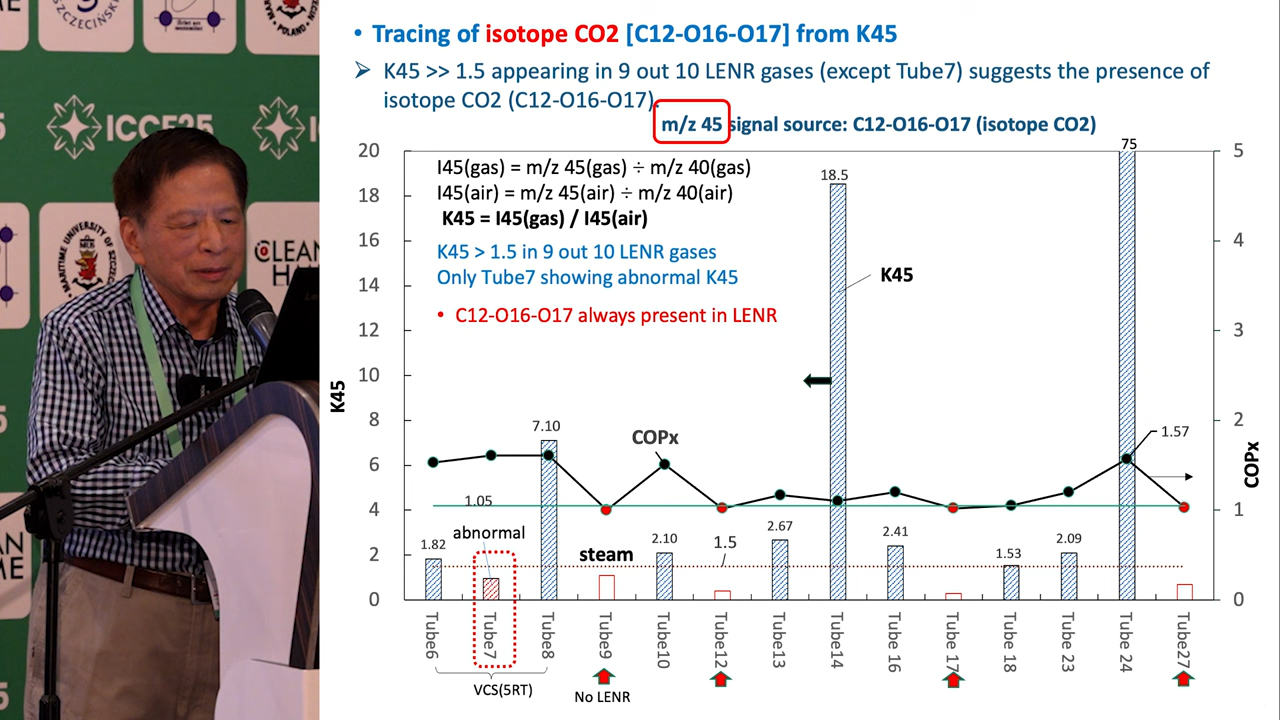 SZCZECIŃSKI
POLAND
ICCF25
MARITIME UNIVERSITY OF SZCZECIN
CLEAN
• Tracing of isotope CO2 [C12-O16-O17] from K45
➢ K45 >> 1.5 appearing in 9 out 10 LENR gases (except Tube7) suggests the presence of
isotope CO2 (C12-O16-O17).
m/z 45 signal source: C12-O16-O17 (isotope CO2)
I45(gas) = m/z 45(gas) ÷ m/z 40(gas)
I45(air) = m/z 45(air) ÷ m/z 40(air)
K45 = I45(gas) / I45(air)
K45 > 1.5 in 9 out 10 LENR gases
Only Tube7 showing abnormal K45
• C12-O16-O17 always present in LENR
20
18
16
14
12
10
8
6
4
2
0
K45
5
4
3
2
1
0
COPx
75
18.5
K45
7.10
COPx
1.57
1.05
abnormal
1.82
steam
2.10
1.5
2.67
2.41
1.53
2.09
Tube6
Tube7
Tube8
Tube9
Tube10
Tube12
Tube13
Tube14
Tube 16
Tube 17
Tube 18
Tube 23
Tube 24
Tube27
VCS(5RT)
No LENR